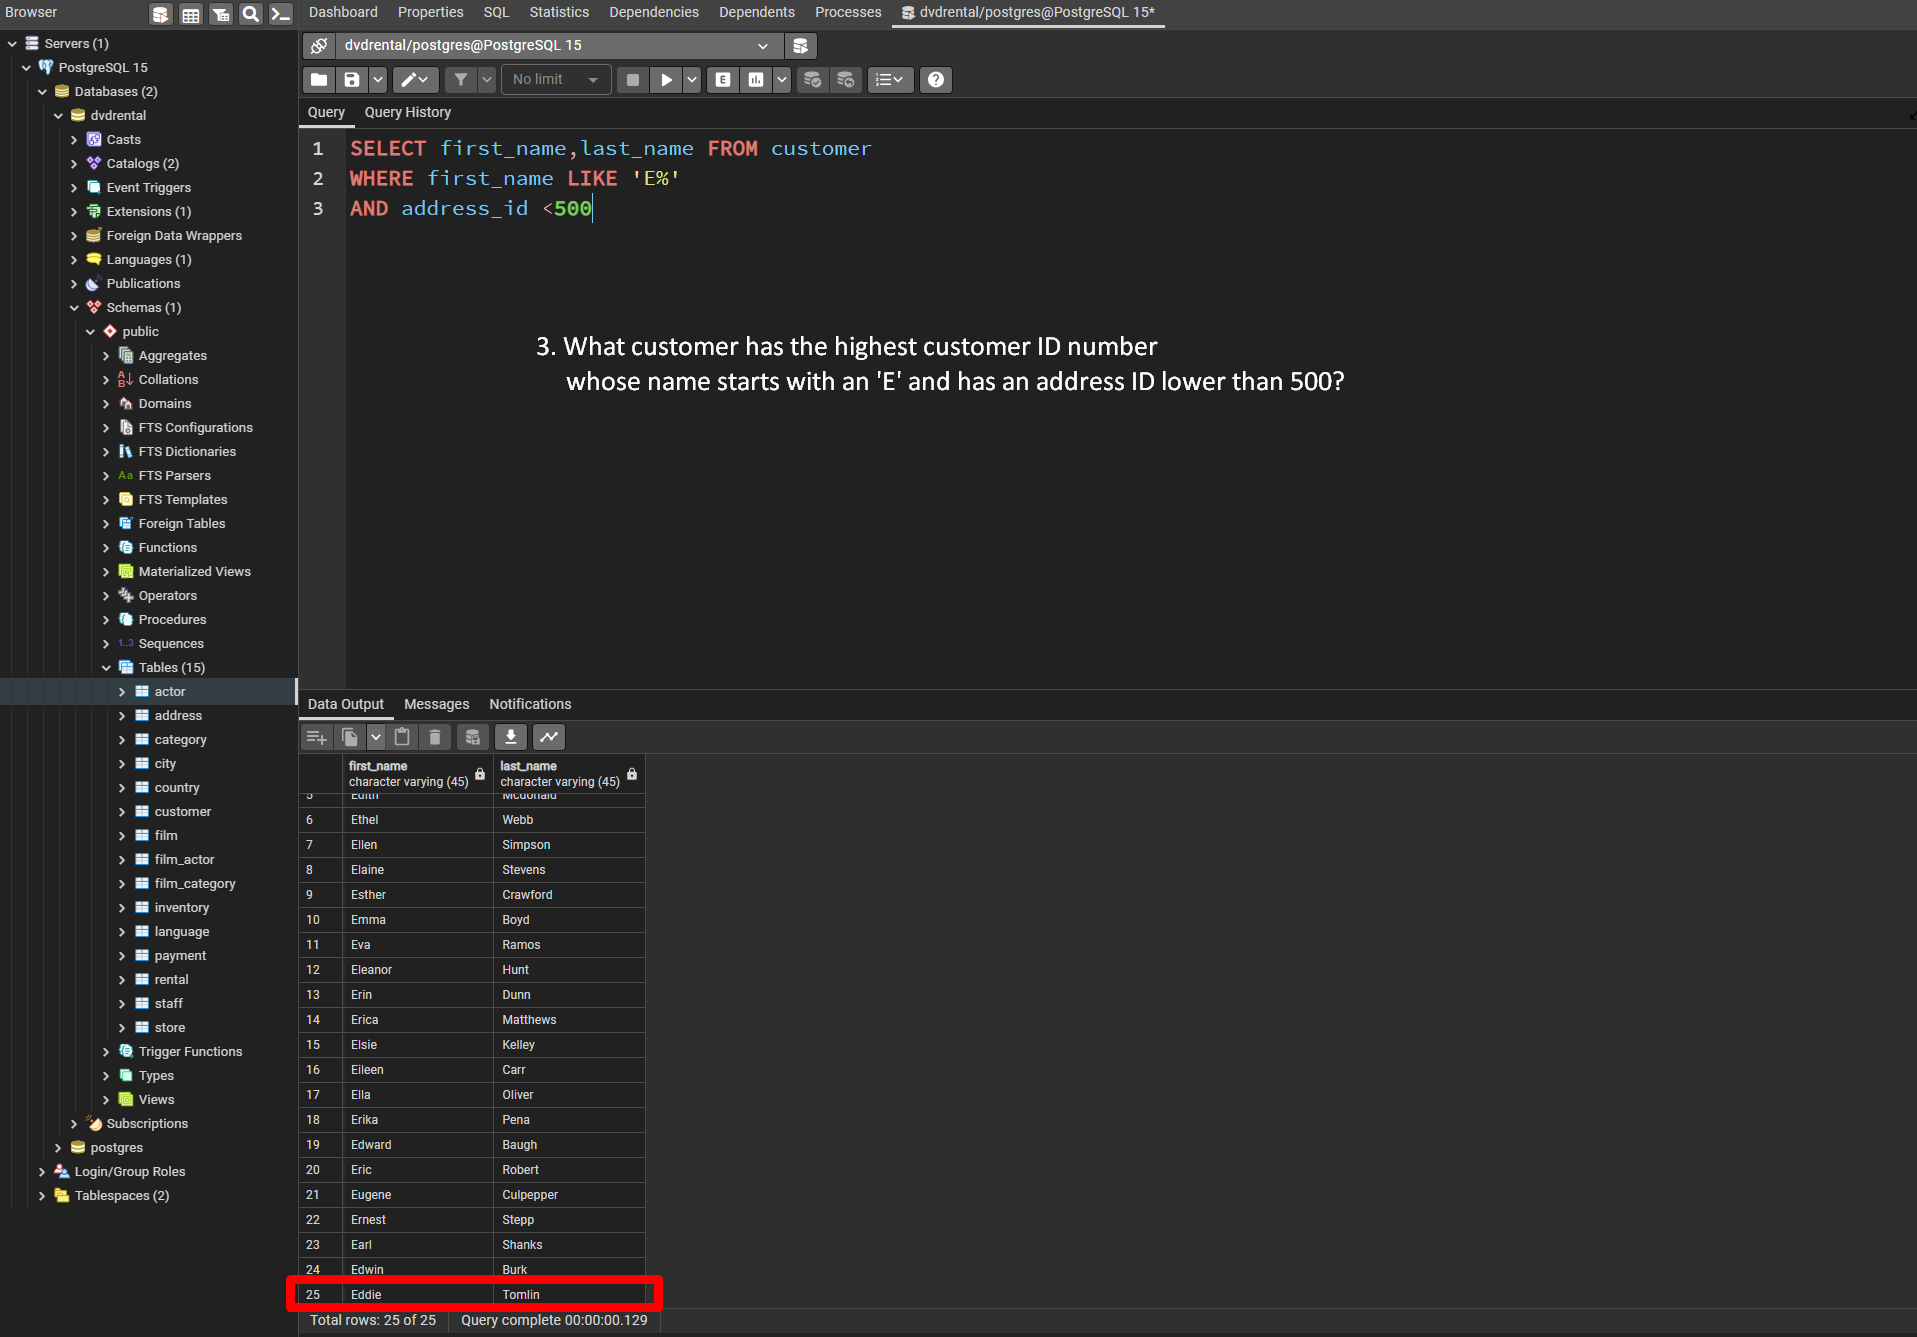 Browser
Dashboard Properties SQL Statistics Dependencies Dependents Processes dvdrental/postgres@PostgreSQL 15*
Servers (1)
PostgreSQL 15
Databases (2)
dvdrental
Casts
Catalogs (2)
Event Triggers
Extensions (1)
Foreign Data Wrappers
Languages (1)
Publications
Schemas (1)
public
Aggregates
Collations
Domains
FTS Configurations
FTS Dictionaries
Aa FTS Parsers
FTS Templates
Foreign Tables
Functions
Materialized Views
Operators
Procedures
1..3 Sequences
Tables (15)
actor
address
category
city
country
customer
film
film_actor
film_category
inventory
language
payment
rental
staff
store
Trigger Functions
Types
Views
Subscriptions
postgres
Login/Group Roles
Tablespaces (2)
dvdrental/postgres@PostgreSQL 15
No limit E
Query Query History
1 SELECT first_name,last_name FROM customer
2 WHERE first_name LIKE 'E%'
3 AND address_id <500
3. What customer has the highest customer ID number
whose name starts with an 'E' and has an address ID lower than 500?
Data Output Messages Notifications
first_name last_name
character varying (45) character varying (45)
5 Edith Mcdonald
6 Ethel Webb
7 Ellen Simpson
8 Elaine Stevens
9 Esther Crawford
10 Emma Boyd
11 Eva Ramos
12 Eleanor Hunt
13 Erin Dunn
14 Erica Matthews
15 Elsie Kelley
16 Eileen Carr
17 Ella Oliver
18 Erika Pena
19 Edward Baugh
20 Eric Robert
21 Eugene Culpepper
22 Ernest Stepp
23 Earl Shanks
24 Edwin Burk
25 Eddie Tomlin
Total rows: 25 of 25 Query complete 00:00:00.129